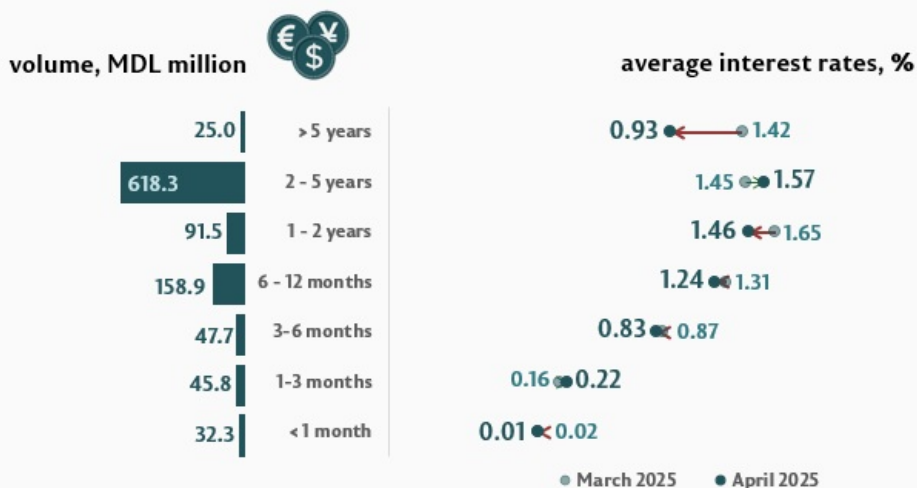 € ¥ $
volume, MDL million average interest rates, %
25.0 > 5 years 0.93 1.42
618.3 2 - 5 years 1.45 1.57
91.5 1 - 2 years 1.46 1.65
158.9 6 - 12 months 1.24 1.31
47.7 3-6 months 0.83 0.87
45.8 1-3 months 0.16 0.22
32.3 < 1 month 0.01 0.02
March 2025 April 2025